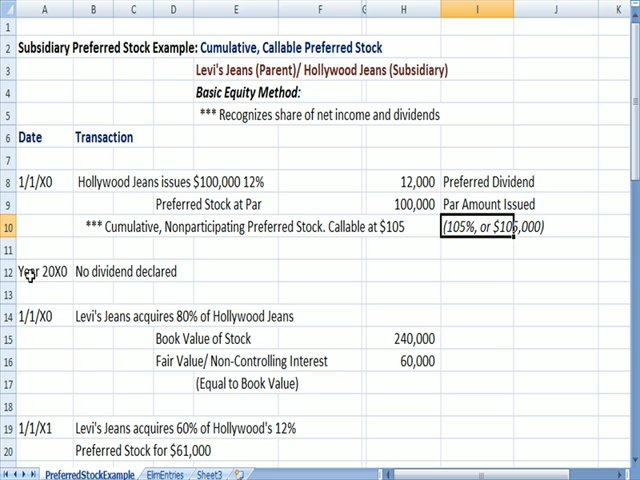 A B C D E F G H I J K
1
2 Subsidiary Preferred Stock Example: Cumulative, Callable Preferred Stock
3 Levi's Jeans (Parent)/ Hollywood Jeans (Subsidiary)
4 Basic Equity Method:
5 *** Recognizes share of net income and dividends
6 Date Transaction
7
8 1/1/X0 Hollywood Jeans issues $100,000 12% 12,000 Preferred Dividend
9 Preferred Stock at Par 100,000 Par Amount Issued
10 *** Cumulative, Nonparticipating Preferred Stock. Callable at $105 (105%, or $105,000)
11
12 Year 20X0 No dividend declared
13
14 1/1/X0 Levi's Jeans acquires 80% of Hollywood Jeans
15 Book Value of Stock 240,000
16 Fair Value/ Non-Controlling Interest 60,000
17 (Equal to Book Value)
18
19 1/1/X1 Levi's Jeans acquires 60% of Hollywood's 12%
20 Preferred Stock for $61,000
PreferredStockExample ElimEntries Sheet3